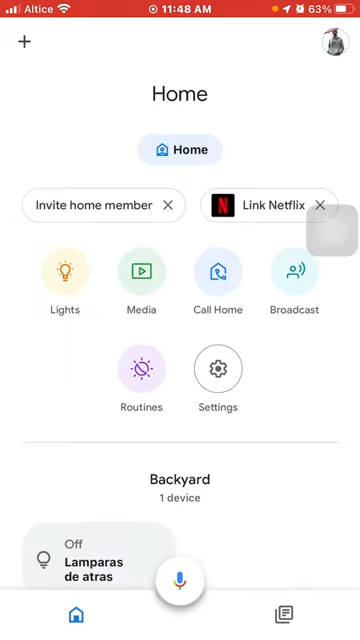 Altice 11:48 AM 63%
Home
Home
Invite home member
N Link Netflix
Lights Media Call Home Broadcast
Routines Settings
Backyard
1 device
Off
Lamparas
de atras